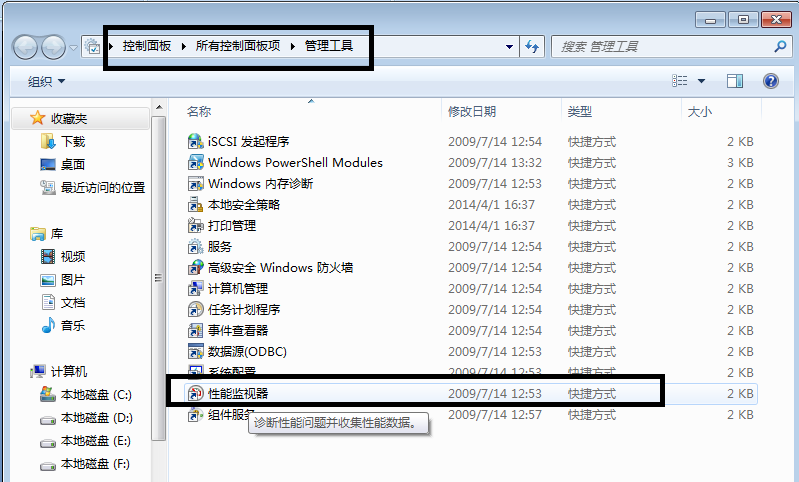 控制面板 所有控制面板项 管理工具 搜索 管理工具
组织
名称 修改日期 类型 大小
收藏夹
下载
桌面
最近访问的位置
库
视频
图片
文档
音乐
计算机
本地磁盘 (C:)
本地磁盘 (D:)
本地磁盘 (E:)
本地磁盘 (F:)
iSCSI 发起程序 2009/7/14 12:54 快捷方式 2 KB
Windows PowerShell Modules 2009/7/14 13:32 快捷方式 3 KB
Windows 内存诊断 2009/7/14 12:53 快捷方式 2 KB
本地安全策略 2014/4/1 16:37 快捷方式 2 KB
打印管理 2014/4/1 16:37 快捷方式 2 KB
服务 2009/7/14 12:54 快捷方式 2 KB
高级安全 Windows 防火墙 2009/7/14 12:54 快捷方式 2 KB
计算机管理 2009/7/14 12:54 快捷方式 2 KB
任务计划程序 2009/7/14 12:54 快捷方式 2 KB
事件查看器 2009/7/14 12:54 快捷方式 2 KB
数据源(ODBC) 2009/7/14 12:53 快捷方式 2 KB
系统配置 2009/7/14 12:53 快捷方式 2 KB
性能监视器 2009/7/14 12:53 快捷方式 2 KB
组件服务 2009/7/14 12:57 快捷方式 2 KB
诊断性能问题并收集性能数据。